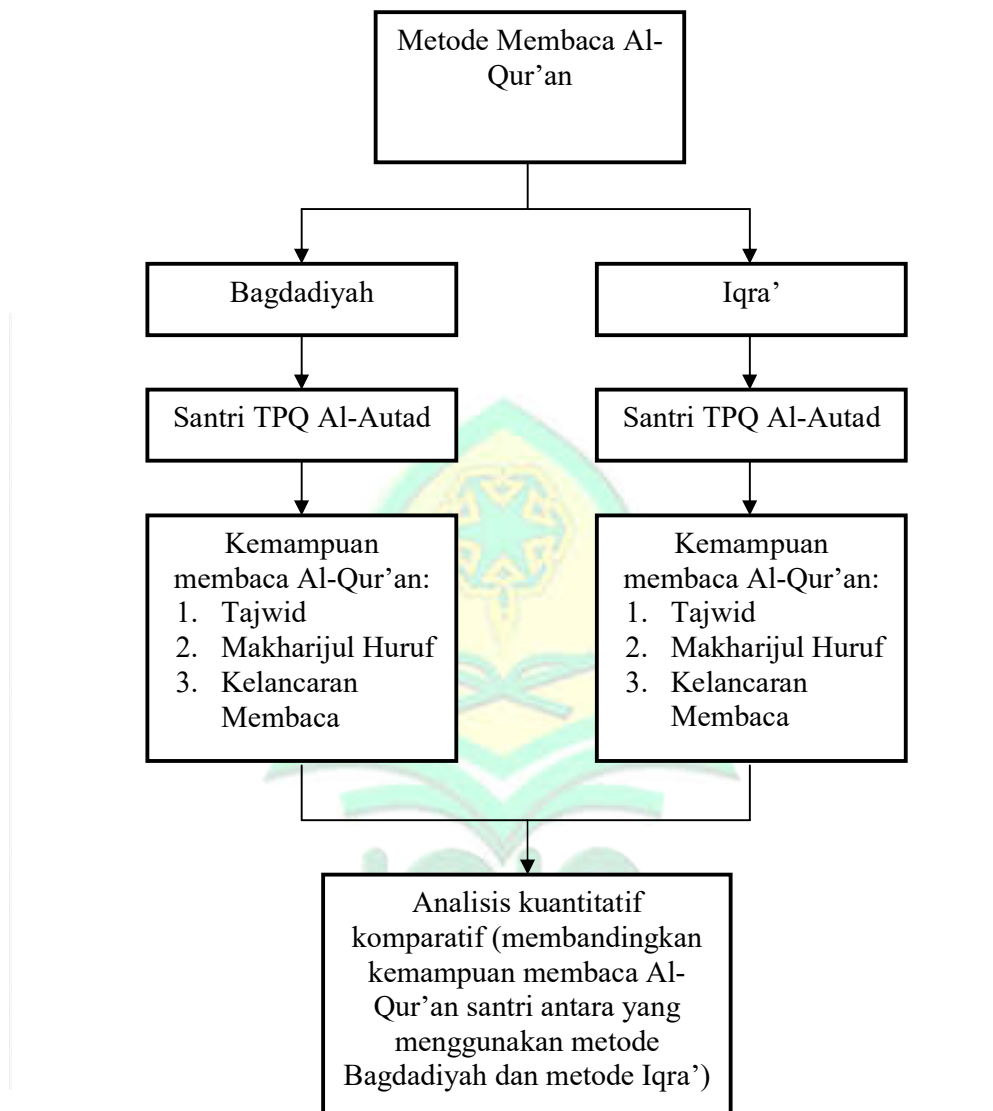 Metode Membaca Al-
Qur’an
Bagdadiyah
Iqra’
Santri TPQ Al-Autad
Santri TPQ Al-Autad
Kemampuan
membaca Al-Qur’an:
1. Tajwid
2. Makharijul Huruf
3. Kelancaran
Membaca
Kemampuan
membaca Al-Qur’an:
1. Tajwid
2. Makharijul Huruf
3. Kelancaran
Membaca
Analisis kuantitatif
komparatif (membandingkan
kemampuan membaca Al-
Qur’an santri antara yang
menggunakan metode
Bagdadiyah dan metode Iqra’)